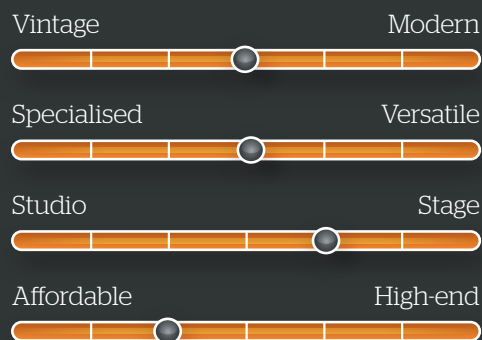 Vintage Modern
Specialised Versatile
Studio Stage
Affordable High-end